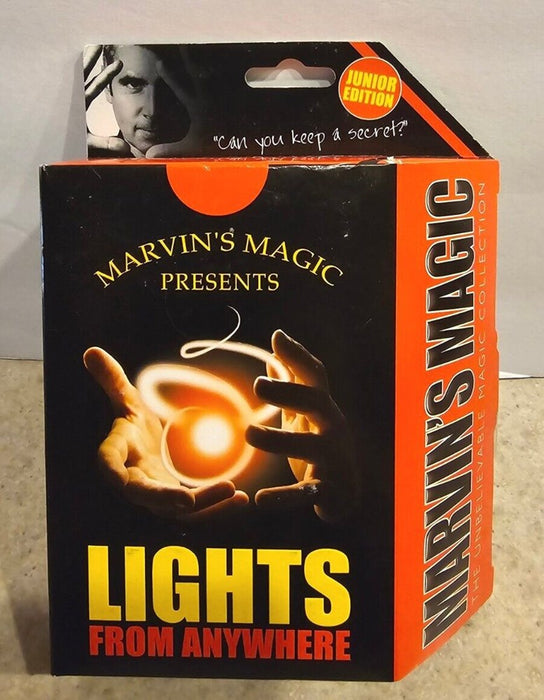 JUNIOR
EDITION
"Can you keep a secret?"
MARVIN'S MAGIC
PRESENTS
LIGHTS
FROM ANYWHERE
MARVIN'S MAGIC
THE UNBELIEVABLE MAGIC COLLECTION